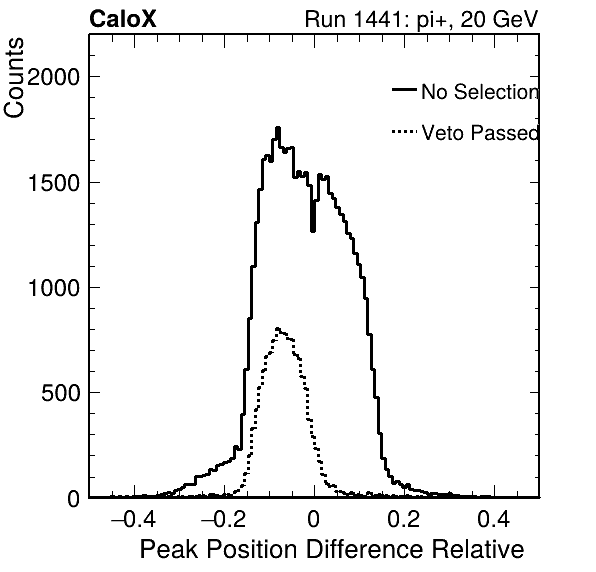 CaloX
Run 1441: pi+, 20 GeV
Counts
2000
1500
1000
500
0
No Selection
Veto Passed
−0.4
−0.2
0
0.2
0.4
Peak Position Difference Relative